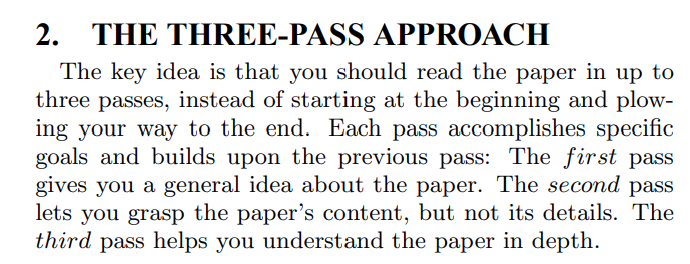 2. THE THREE-PASS APPROACH
The key idea is that you should read the paper in up to
three passes, instead of starting at the beginning and plow-
ing your way to the end. Each pass accomplishes specific
goals and builds upon the previous pass: The first pass
gives you a general idea about the paper. The second pass
lets you grasp the paper's content, but not its details. The
third pass helps you understand the paper in depth.